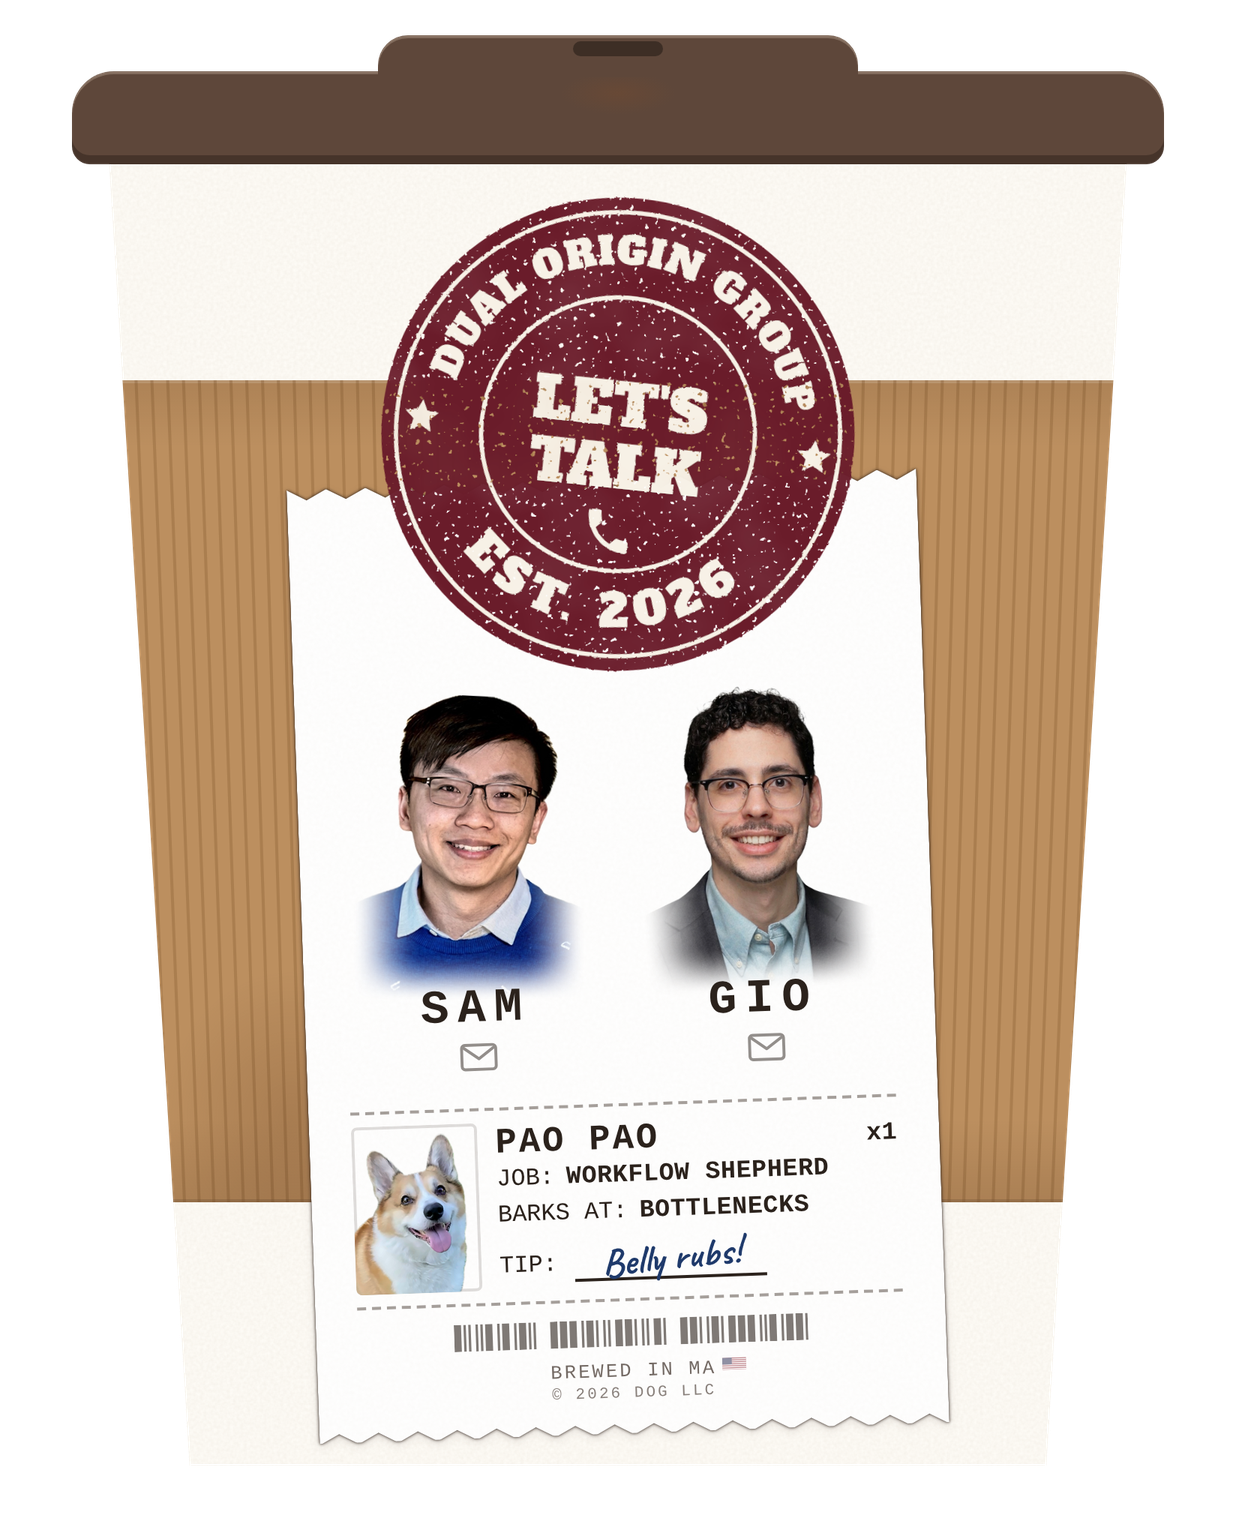 DUAL ORIGIN GROUP
LET'S
TALK
EST. 2026
SAM
GIO
PAO PAO
x1
JOB: WORKFLOW SHEPHERD
BARKS AT: BOTTLENECKS
TIP: Belly rubs!
BREWED IN MA
© 2026 DOG LLC